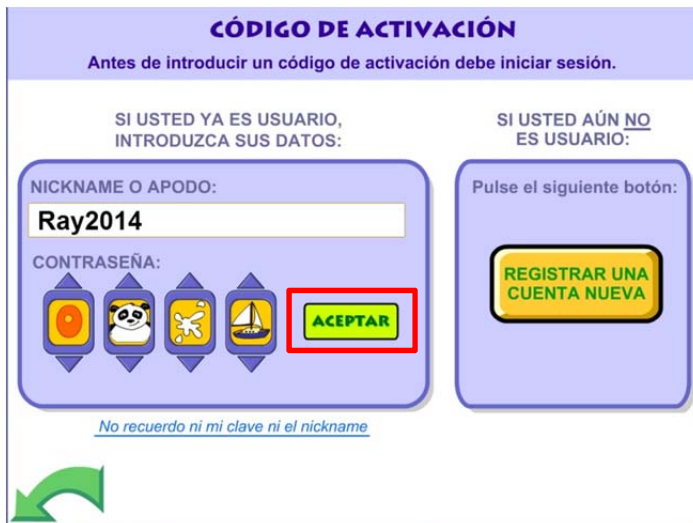 CÓDIGO DE ACTIVACIÓN
Antes de introducir un código de activación debe iniciar sesión.
SI USTED YA ES USUARIO,
INTRODUZCA SUS DATOS:
NICKNAME O APODO:
Ray2014
CONTRASEÑA:
ACEPTAR
No recuerdo ni mi clave ni el nickname
SI USTED AÚN NO
ES USUARIO:
Pulse el siguiente botón:
REGISTRAR UNA
CUENTA NUEVA